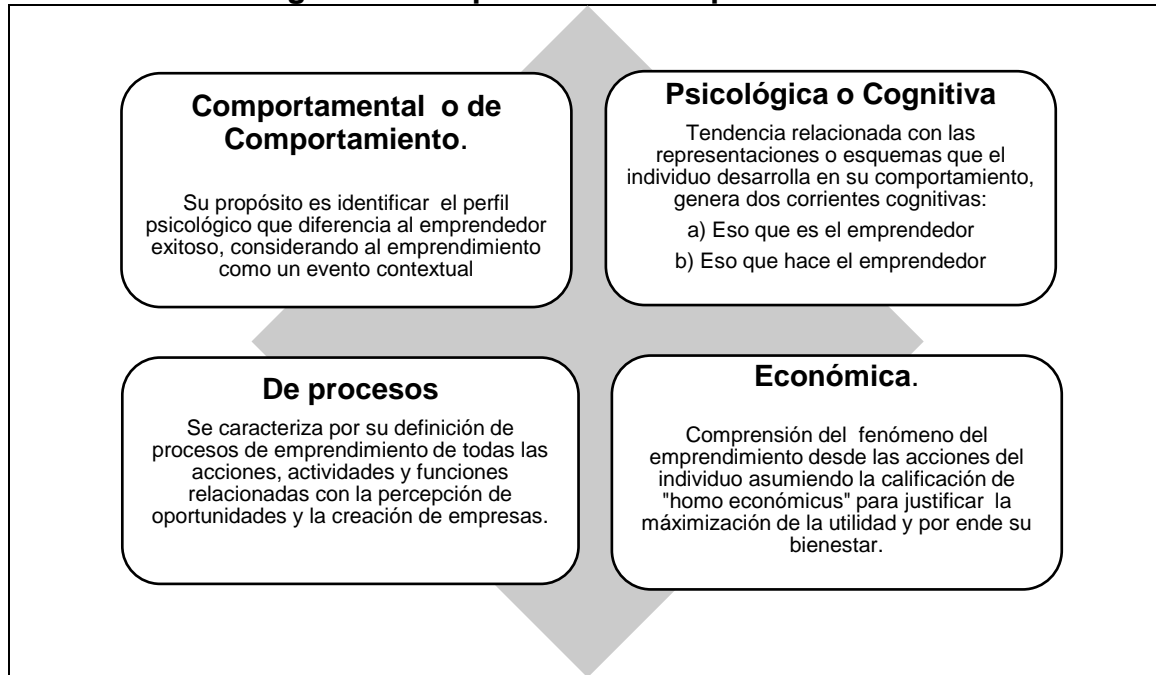 Comportamental o de
Comportamiento.
Su propósito es identificar el perfil
psicológico que diferencia al emprendedor
exitoso, considerando al emprendimiento
como un evento contextual
Psicológica o Cognitiva
Tendencia relacionada con las
representaciones o esquemas que el
individuo desarrolla en su comportamiento,
genera dos corrientes cognitivas:
a) Eso que es el emprendedor
b) Eso que hace el emprendedor
De procesos
Se caracteriza por su definición de
procesos de emprendimiento de todas las
acciones, actividades y funciones
relacionadas con la percepción de
oportunidades y la creación de empresas.
Económica.
Comprensión del fenómeno del
emprendimiento desde las acciones del
individuo asumiendo la calificación de
"homo económicus" para justificar la
máximización de la utilidad y por ende su
bienestar.